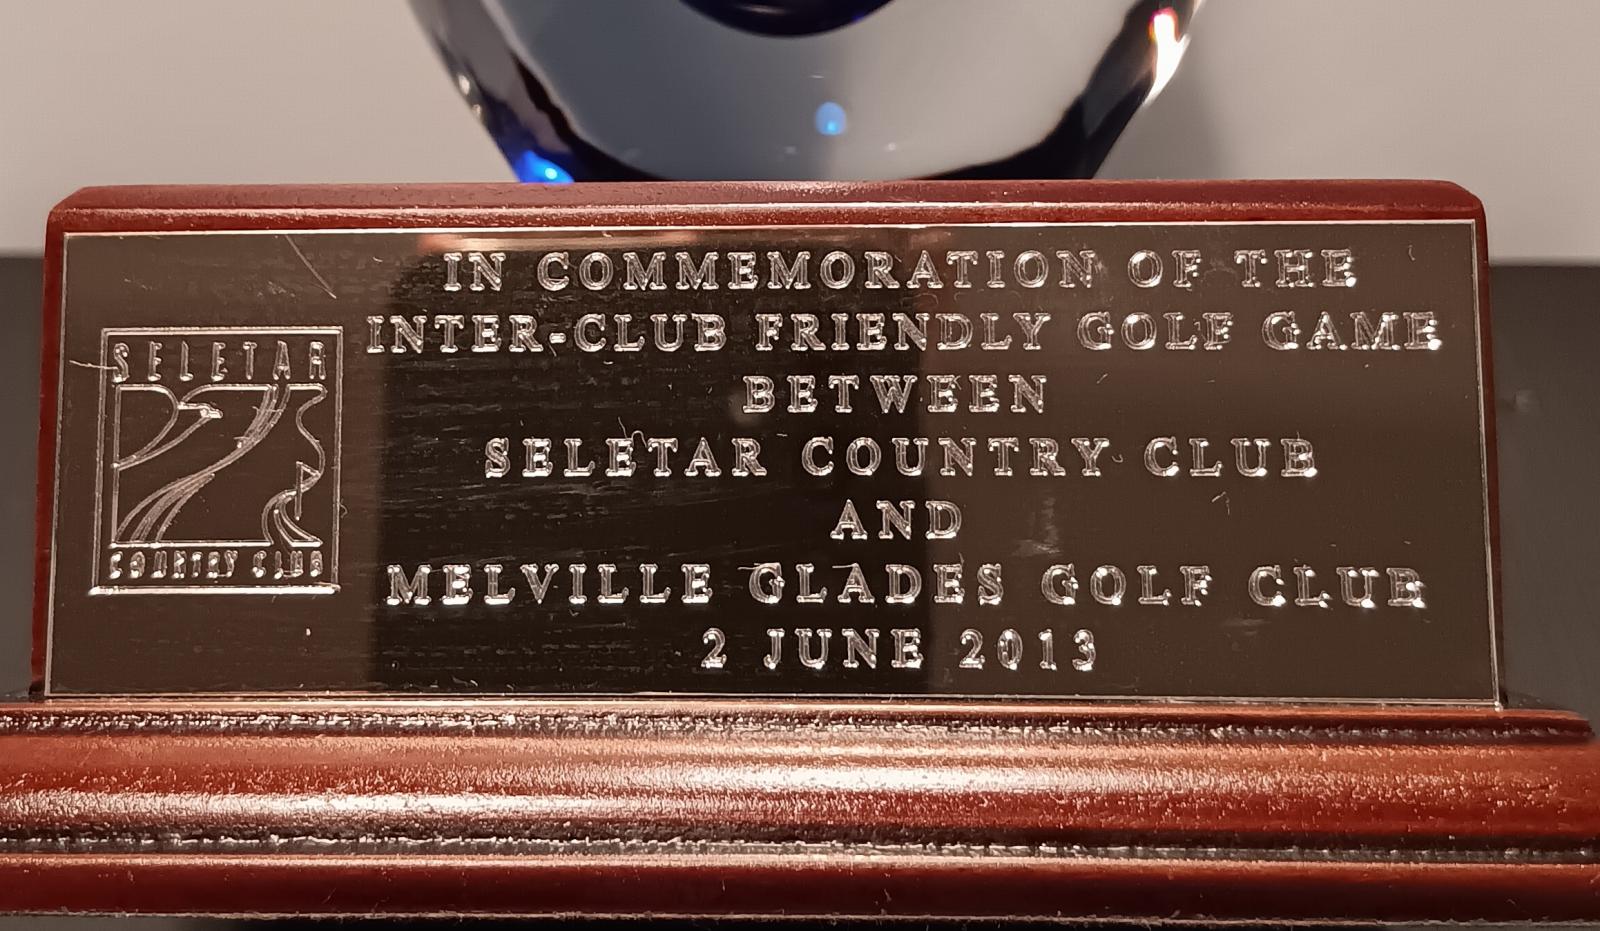 SELETAR
COUNTRY CLUB
IN COMMEMORATION OF THE
INTER-CLUB FRIENDLY GOLF GAME
BETWEEN
SELETAR COUNTRY CLUB
AND
MELVILLE GLADES GOLF CLUB
2 JUNE 2013